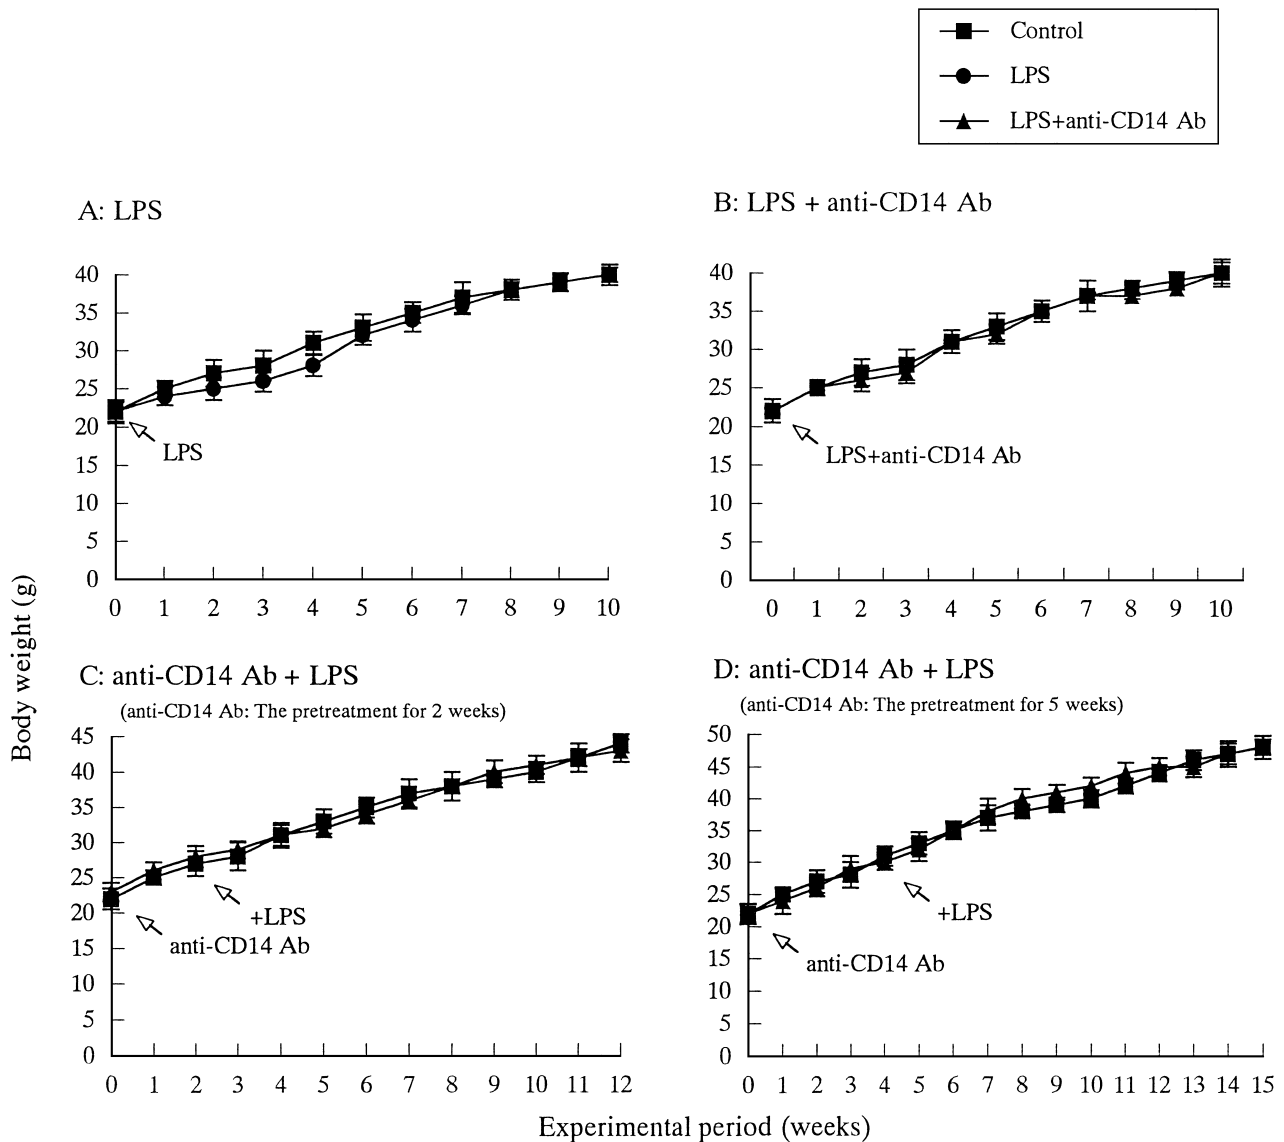 Control
LPS
LPS+anti-CD14 Ab
A: LPS
40
35
30
25
20
15
10
5
0
LPS
0 1 2 3 4 5 6 7 8 9 10
B: LPS + anti-CD14 Ab
40
35
30
25
20
15
10
5
0
LPS+anti-CD14 Ab
0 1 2 3 4 5 6 7 8 9 10
Body weight (g)
C: anti-CD14 Ab + LPS
(anti-CD14 Ab: The pretreatment for 2 weeks)
45
40
35
30
25
20
15
10
5
0
+LPS
anti-CD14 Ab
0 1 2 3 4 5 6 7 8 9 10 11 12
D: anti-CD14 Ab + LPS
(anti-CD14 Ab: The pretreatment for 5 weeks)
50
45
40
35
30
25
20
15
10
5
0
+LPS
anti-CD14 Ab
0 1 2 3 4 5 6 7 8 9 10 11 12 13 14 15
Experimental period (weeks)